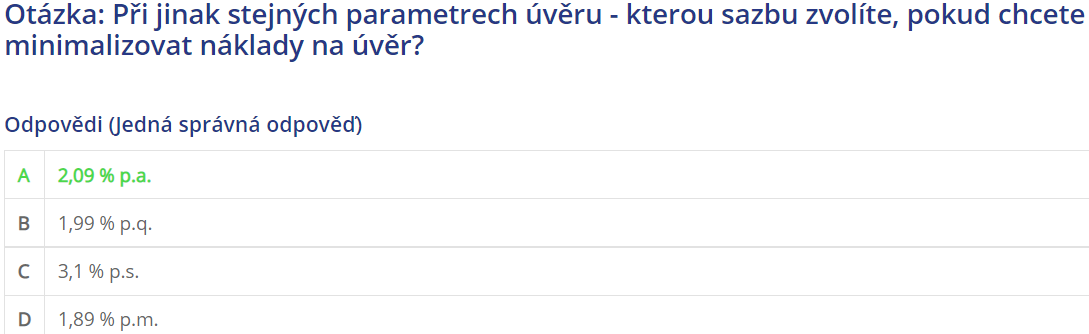 Otázka: Při jinak stejných parametrech úvěru - kterou sazbu zvolíte, pokud chcete
minimalizovat náklady na úvěr?
Odpovědi (Jedná správná odpověď)
A 2,09 % p.a.
B 1,99 % p.q.
C 3,1 % p.s.
D 1,89 % p.m.